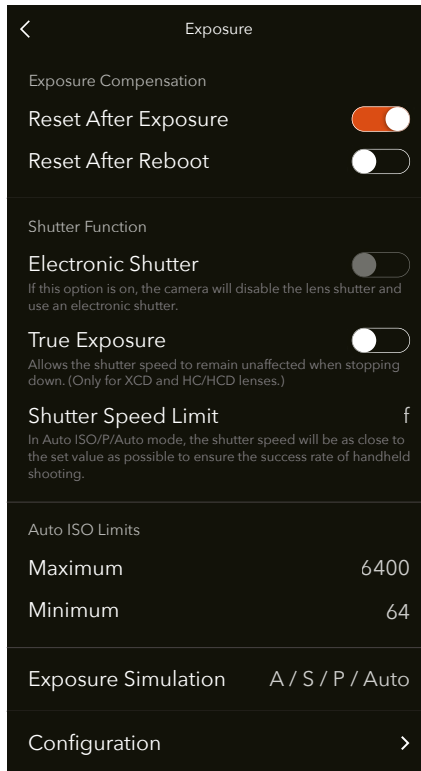 Exposure
Exposure Compensation
Reset After Exposure
Reset After Reboot
Shutter Function
Electronic Shutter
If this option is on, the camera will disable the lens shutter and
use an electronic shutter.
True Exposure
Allows the shutter speed to remain unaffected when stopping
down. (Only for XCD and HC/HCD lenses.)
Shutter Speed Limit f
In Auto ISO/P/Auto mode, the shutter speed will be as close to
the set value as possible to ensure the success rate of handheld
shooting.
Auto ISO Limits
Maximum 6400
Minimum 64
Exposure Simulation A / S / P / Auto
Configuration